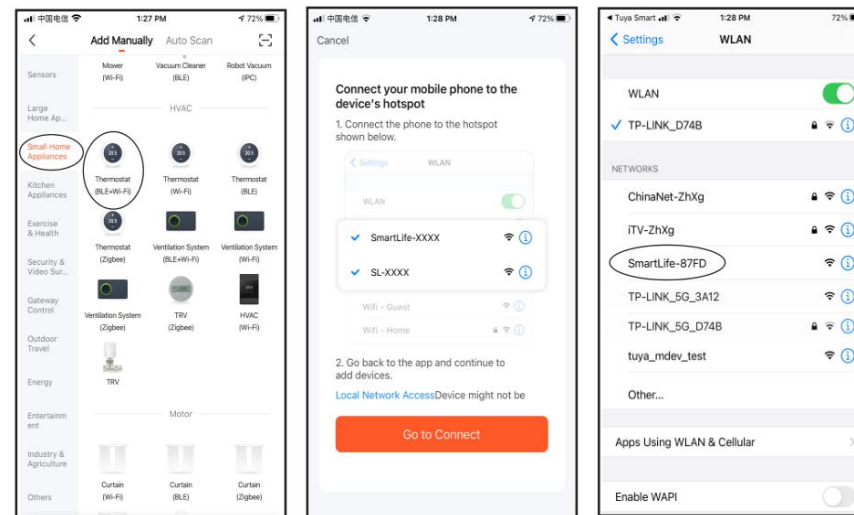 中国电信 1:27 PM 72%
Add Manually Auto Scan
Sensors
Large
Home Ap...
Small Home
Appliances
Kitchen
Appliances
Exercise
& Health
Security &
Video Sur...
Gateway
Control
Outdoor
Travel
Energy
Entertainm
ent
Industry &
Agriculture
Others
Mower Vacuum Cleaner Robot Vacuum
(Wi-Fi) (BLE) (IPC)
HVAC
Thermostat Thermostat Thermostat
(BLE+Wi-Fi) (Wi-Fi) (BLE)
Thermostat Ventilation System Ventilation System
(Zigbee) (BLE+Wi-Fi) (Wi-Fi)
Ventilation System TRV HVAC
(Zigbee) (Zigbee) (Wi-Fi)
TRV
Motor
Curtain Curtain Curtain
(Wi-Fi) (BLE) (Zigbee)
中国电信 1:28 PM 72%
Cancel
Connect your mobile phone to the
device's hotspot
1. Connect the phone to the hotspot
shown below.
Settings WLAN
WLAN
SmartLife-XXXX
SL-XXXX
Wifi - Guest
Wifi - Home
2. Go back to the app and continue to
add devices.
Local Network AccessDevice might not be
Go to Connect
Tuya Smart 1:28 PM 72%
Settings WLAN
WLAN
TP-LINK_D74B
NETWORKS
ChinaNet-ZhXg
iTV-ZhXg
SmartLife-87FD
TP-LINK_5G_3A12
TP-LINK_5G_D74B
tuya_mdev_test
Other...
Apps Using WLAN & Cellular
Enable WAPI